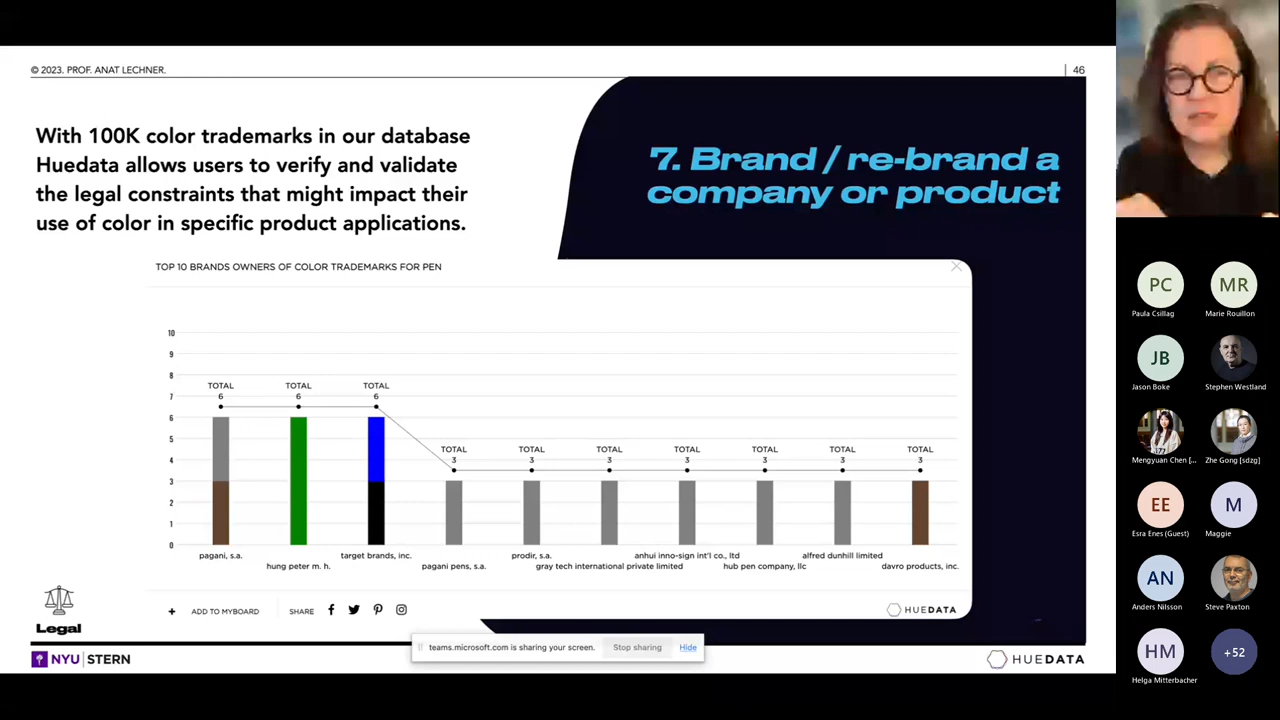 © 2023. PROF. ANAT LECHNER.
46
With 100K color trademarks in our database
Huedata allows users to verify and validate
the legal constraints that might impact their
use of color in specific product applications.
7. Brand / re-brand a
company or product
TOP 10 BRANDS OWNERS OF COLOR TRADEMARKS FOR PEN
10
9
8
7
6
5
4
3
2
1
0
TOTAL
6
TOTAL
6
TOTAL
6
TOTAL
3
TOTAL
3
TOTAL
3
TOTAL
3
TOTAL
3
TOTAL
3
TOTAL
3
pagani, s.a.
hung peter m. h.
target brands, inc.
pagani pens, s.a.
prodir, s.a.
gray tech international private limited
anhui inno-sign int'l co., ltd
hub pen company, llc
alfred dunhill limited
davro products, inc.
+ ADD TO MYBOARD
SHARE
HUEDATA
Legal
teams.microsoft.com is sharing your screen.
Stop sharing
Hide
NYU | STERN
HUEDATA
PC
Paula Csillag
MR
Marie Rouillon
JB
Jason Boke
Stephen Westland
Mengyuan Chen [...
Zhe Gong [sdzg]
EE
Esra Enes (Guest)
M
Maggie
AN
Anders Nilsson
Steve Paxton
HM
Helga Mitterbacher
+52